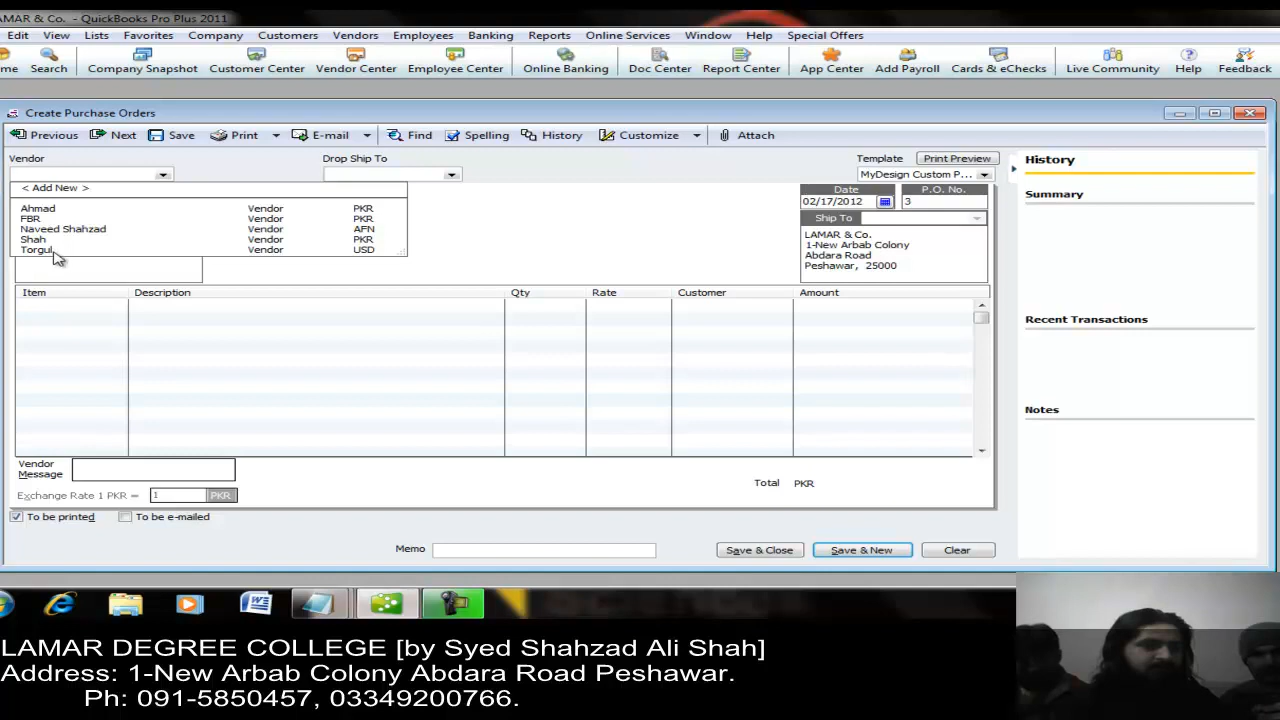 AMAR & Co. - QuickBooks Pro Plus 2011
Edit View Lists Favorites Company Customers Vendors Employees Banking Reports Online Services Window Help Special Offers
me Search Company Snapshot Customer Center Vendor Center Employee Center Online Banking Doc Center Report Center App Center Add Payroll Cards & eChecks Live Community Help Feedback
Create Purchase Orders
Previous Next Save Print E-mail Find Spelling History Customize Attach
Vendor Drop Ship To Template Print Preview
MyDesign Custom P...
< Add New >
Ahmad Vendor PKR
FBR Vendor PKR
Naveed Shahzad Vendor AFN
Shah Vendor PKR
Torgul Vendor USD
Date P.O. No.
02/17/2012 3
Ship To
LAMAR & Co.
1-New Arbab Colony
Abdara Road
Peshawar, 25000
Item Description Qty Rate Customer Amount
Vendor
Message
Total PKR
Exchange Rate 1 PKR = 1 PKR
To be printed To be e-mailed
Memo Save & Close Save & New Clear
History
Summary
Recent Transactions
Notes
LAMAR DEGREE COLLEGE [by Syed Shahzad Ali Shah]
Address: 1-New Arbab Colony Abdara Road Peshawar.
Ph: 091-5850457, 03349200766.